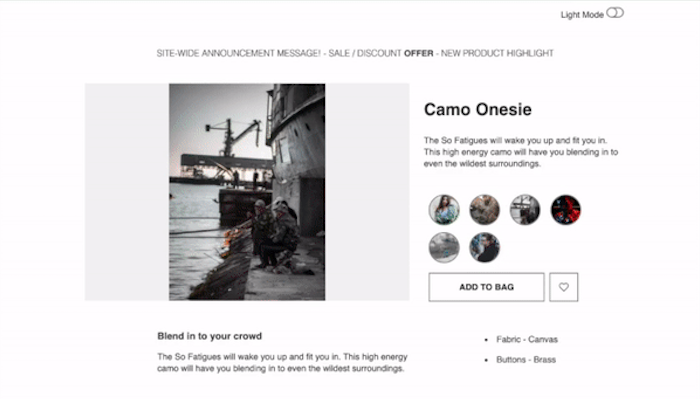 Light Mode
SITE-WIDE ANNOUNCEMENT MESSAGE! - SALE / DISCOUNT OFFER - NEW PRODUCT HIGHLIGHT
Camo Onesie
The So Fatigues will wake you up and fit you in.
This high energy camo will have you blending in to
even the wildest surroundings.
ADD TO BAG
Blend in to your crowd
The So Fatigues will wake you up and fit you in. This high energy
camo will have you blending in to even the wildest surroundings.
• Fabric - Canvas
• Buttons - Brass